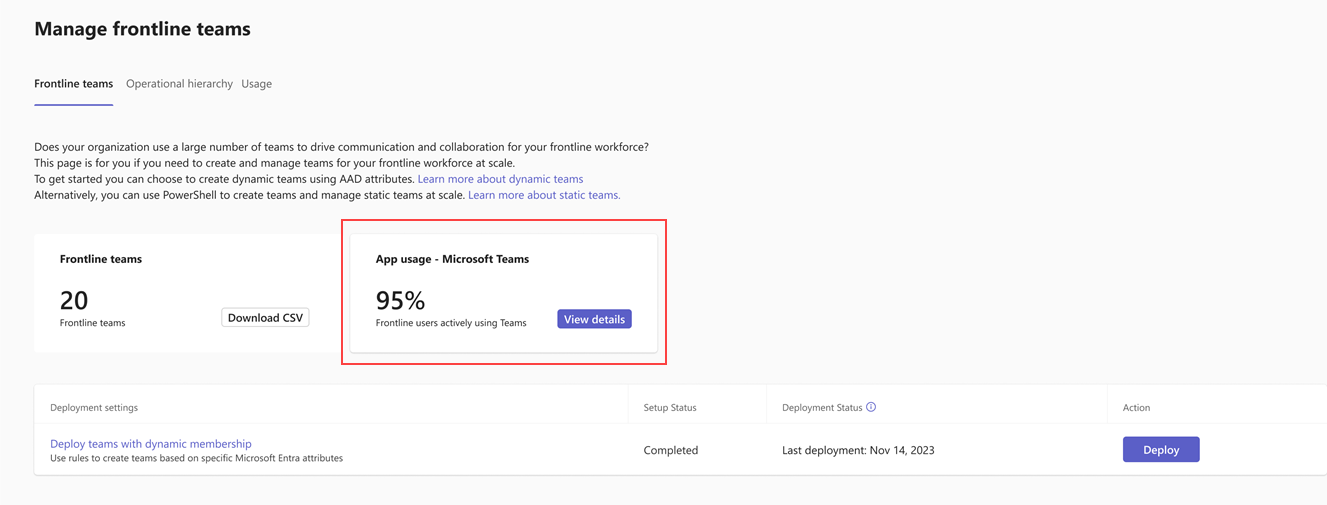 Manage frontline teams
Frontline teams Operational hierarchy Usage
Does your organization use a large number of teams to drive communication and collaboration for your frontline workforce?
This page is for you if you need to create and manage teams for your frontline workforce at scale.
To get started you can choose to create dynamic teams using AAD attributes. Learn more about dynamic teams
Alternatively, you can use PowerShell to create teams and manage static teams at scale. Learn more about static teams.
Frontline teams
20
Frontline teams
Download CSV
App usage - Microsoft Teams
95%
Frontline users actively using Teams
View details
Deployment settings Setup Status Deployment Status Action
Deploy teams with dynamic membership
Use rules to create teams based on specific Microsoft Entra attributes
Completed
Last deployment: Nov 14, 2023
Deploy